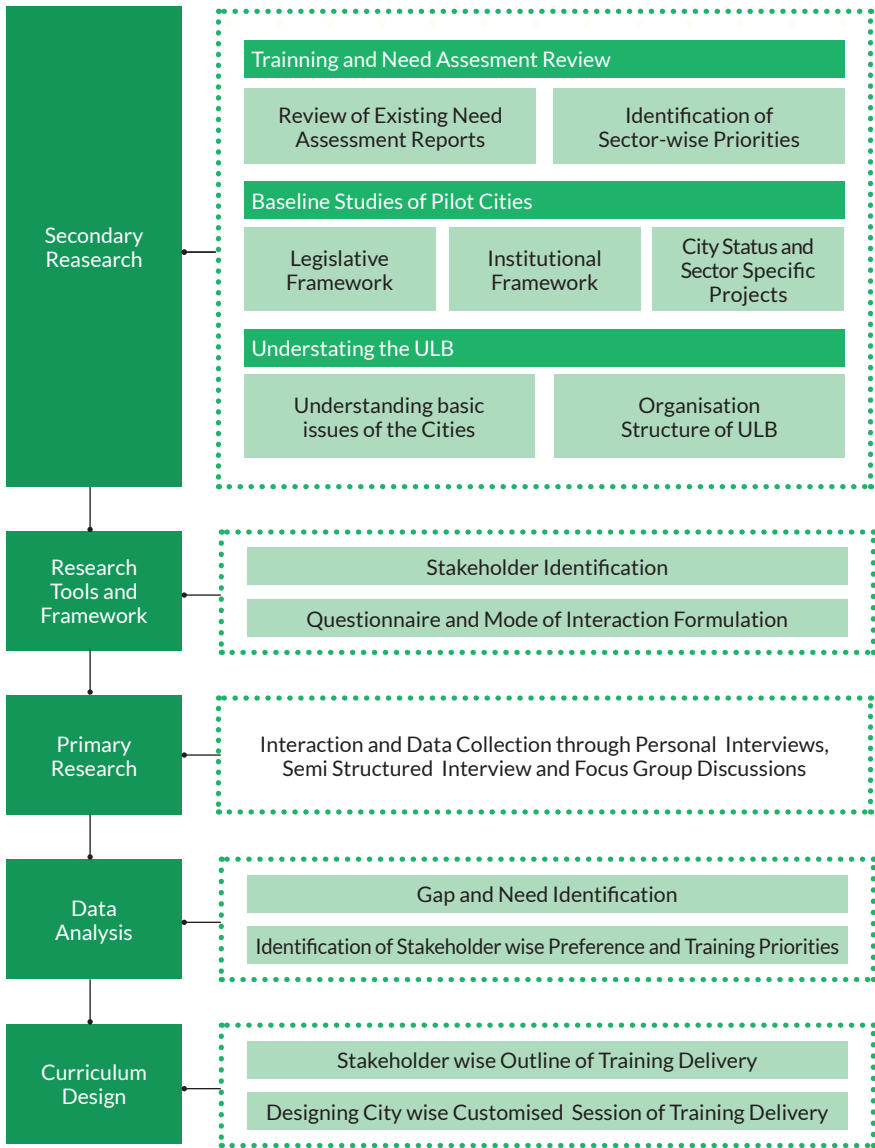 Secondary
Reasearch
Trainning and Need Assesment Review
Review of Existing Need
Assessment Reports
Identification of
Sector-wise Priorities
Baseline Studies of Pilot Cities
Legislative
Framework
Institutional
Framework
City Status and
Sector Specific
Projects
Understating the ULB
Understanding basic
issues of the Cities
Organisation
Structure of ULB
Research
Tools and
Framework
Stakeholder Identification
Questionnaire and Mode of Interaction Formulation
Primary
Research
Interaction and Data Collection through Personal Interviews,
Semi Structured Interview and Focus Group Discussions
Data
Analysis
Gap and Need Identification
Identification of Stakeholder wise Preference and Training Priorities
Curriculum
Design
Stakeholder wise Outline of Training Delivery
Designing City wise Customised Session of Training Delivery